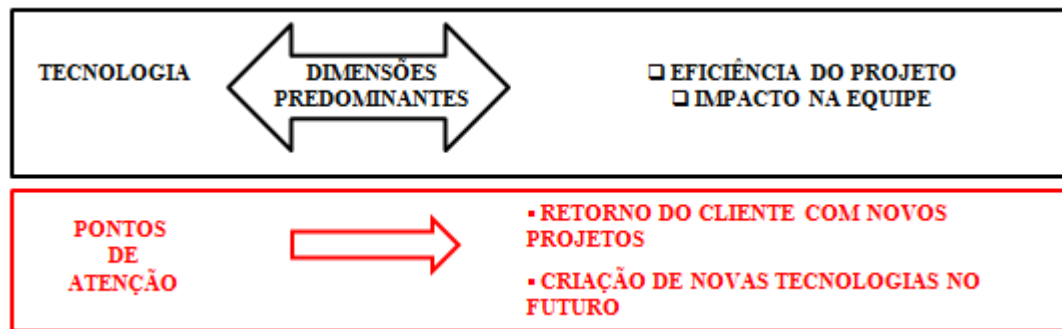 TECNOLOGIA
DIMENSÕES
PREDOMINANTES
❑ EFICIÊNCIA DO PROJETO
❑ IMPACTO NA EQUIPE
PONTOS
DE
ATENÇÃO
▪ RETORNO DO CLIENTE COM NOVOS
PROJETOS
▪ CRIAÇÃO DE NOVAS TECNOLOGIAS NO
FUTURO